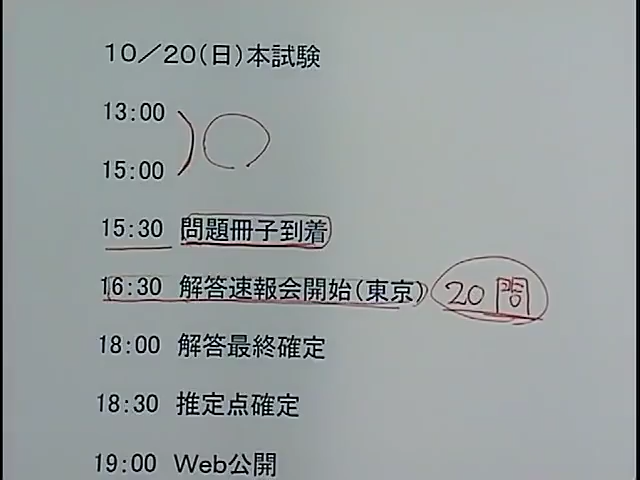 10/20(日)本試験
13:00
15:00
15:30 問題冊子到着
16:30 解答速報会開始(東京) 20問
18:00 解答最終確定
18:30 推定点確定
19:00 Web公開